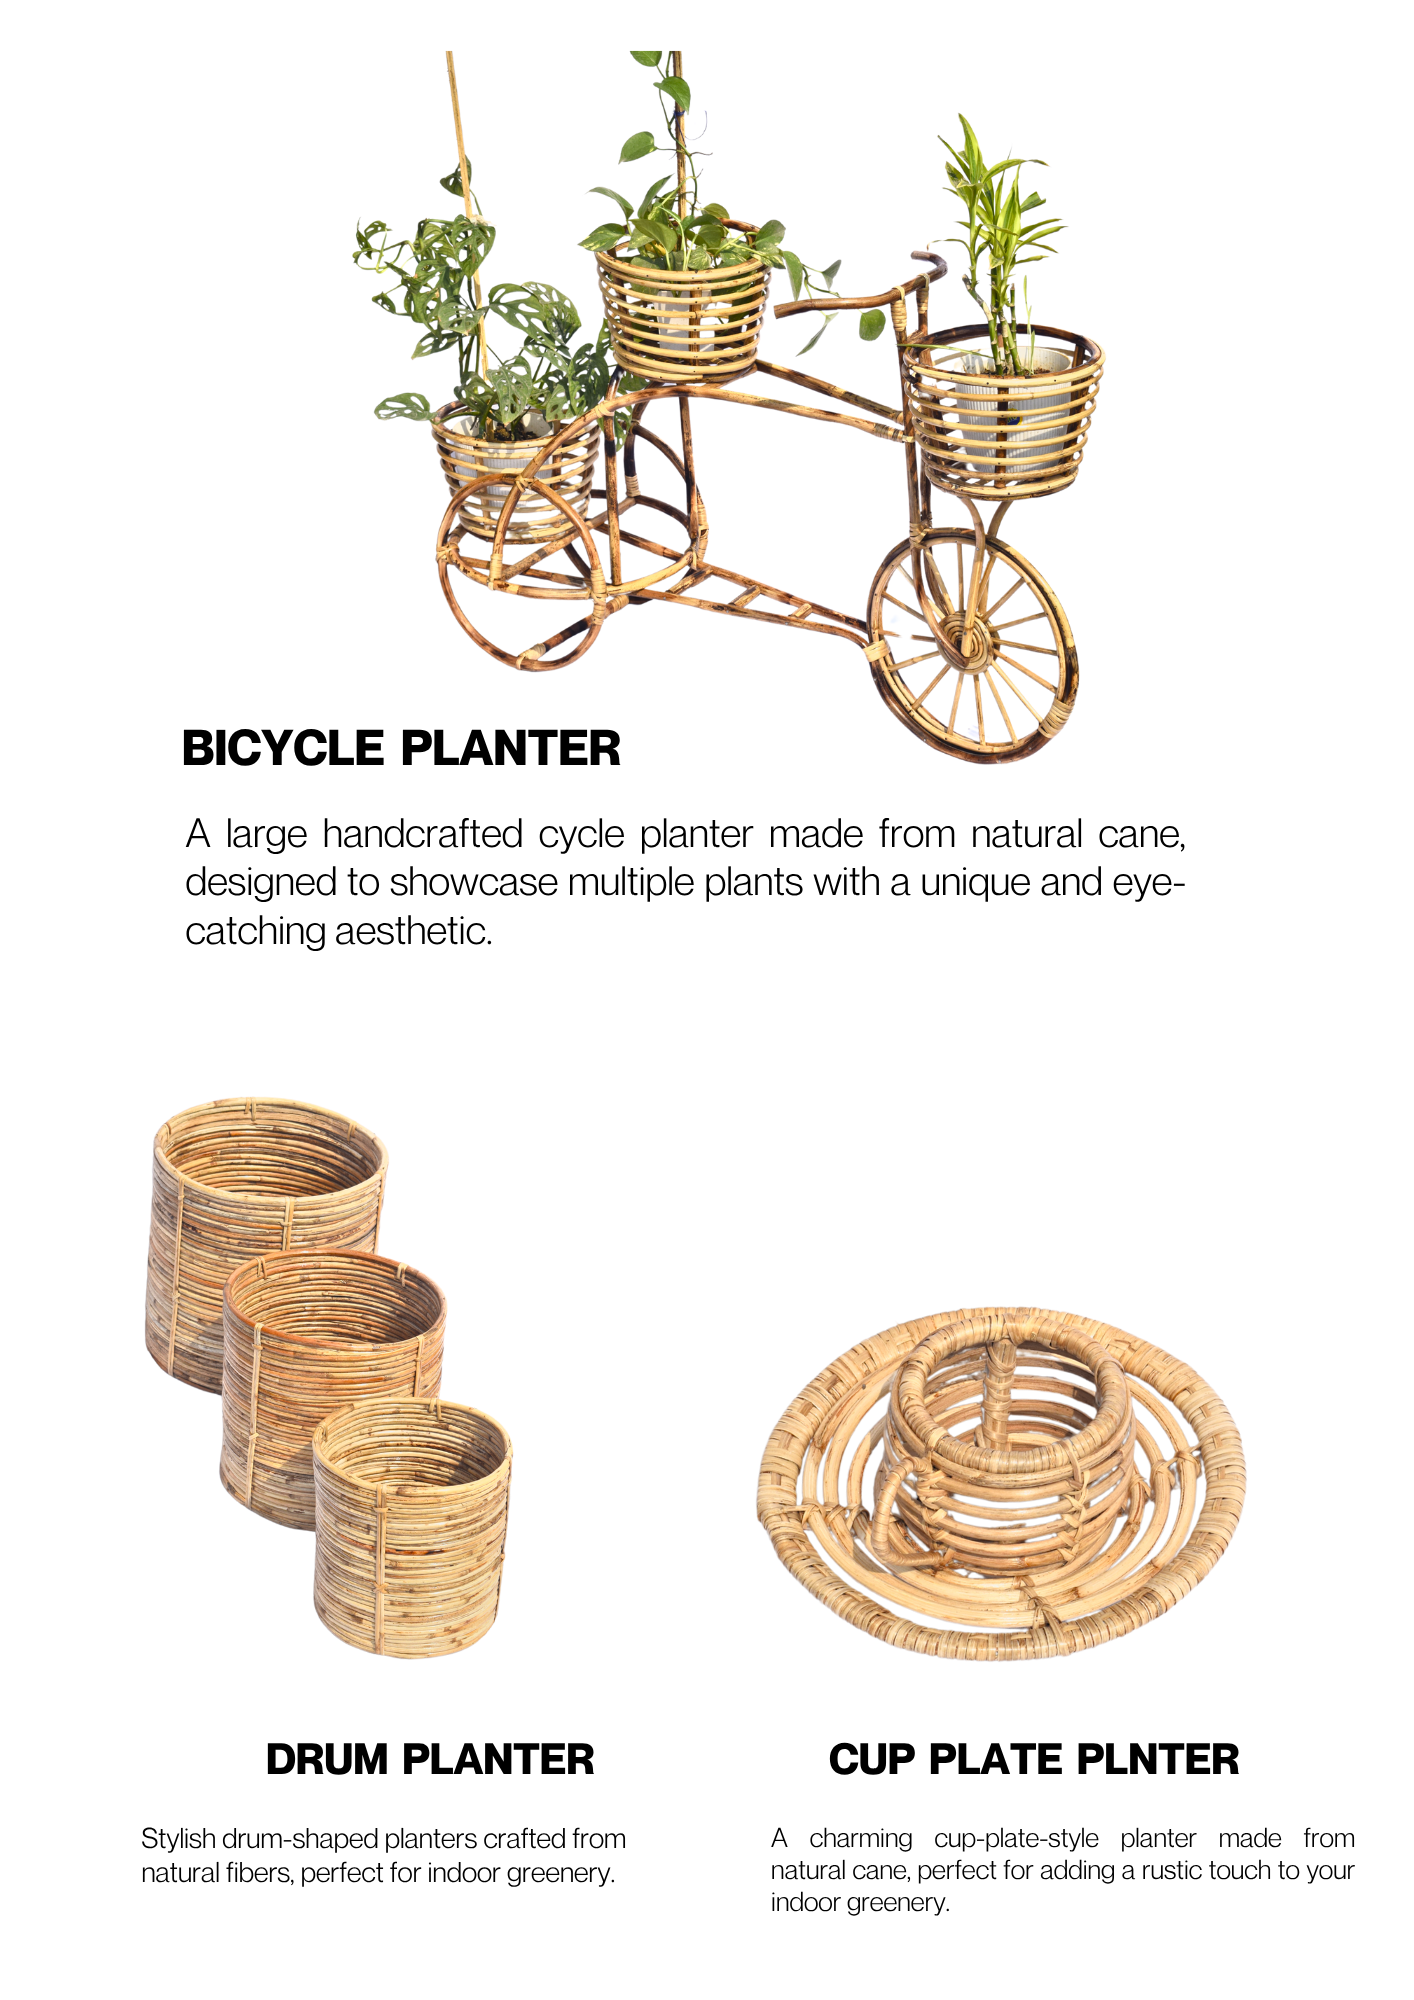 BICYCLE PLANTER
A large handcrafted cycle planter made from natural cane,
designed to showcase multiple plants with a unique and eye-
catching aesthetic.
DRUM PLANTER
Stylish drum-shaped planters crafted from
natural fibers, perfect for indoor greenery.
CUP PLATE PLNTER
A charming cup-plate-style planter made from
natural cane, perfect for adding a rustic touch to your
indoor greenery.